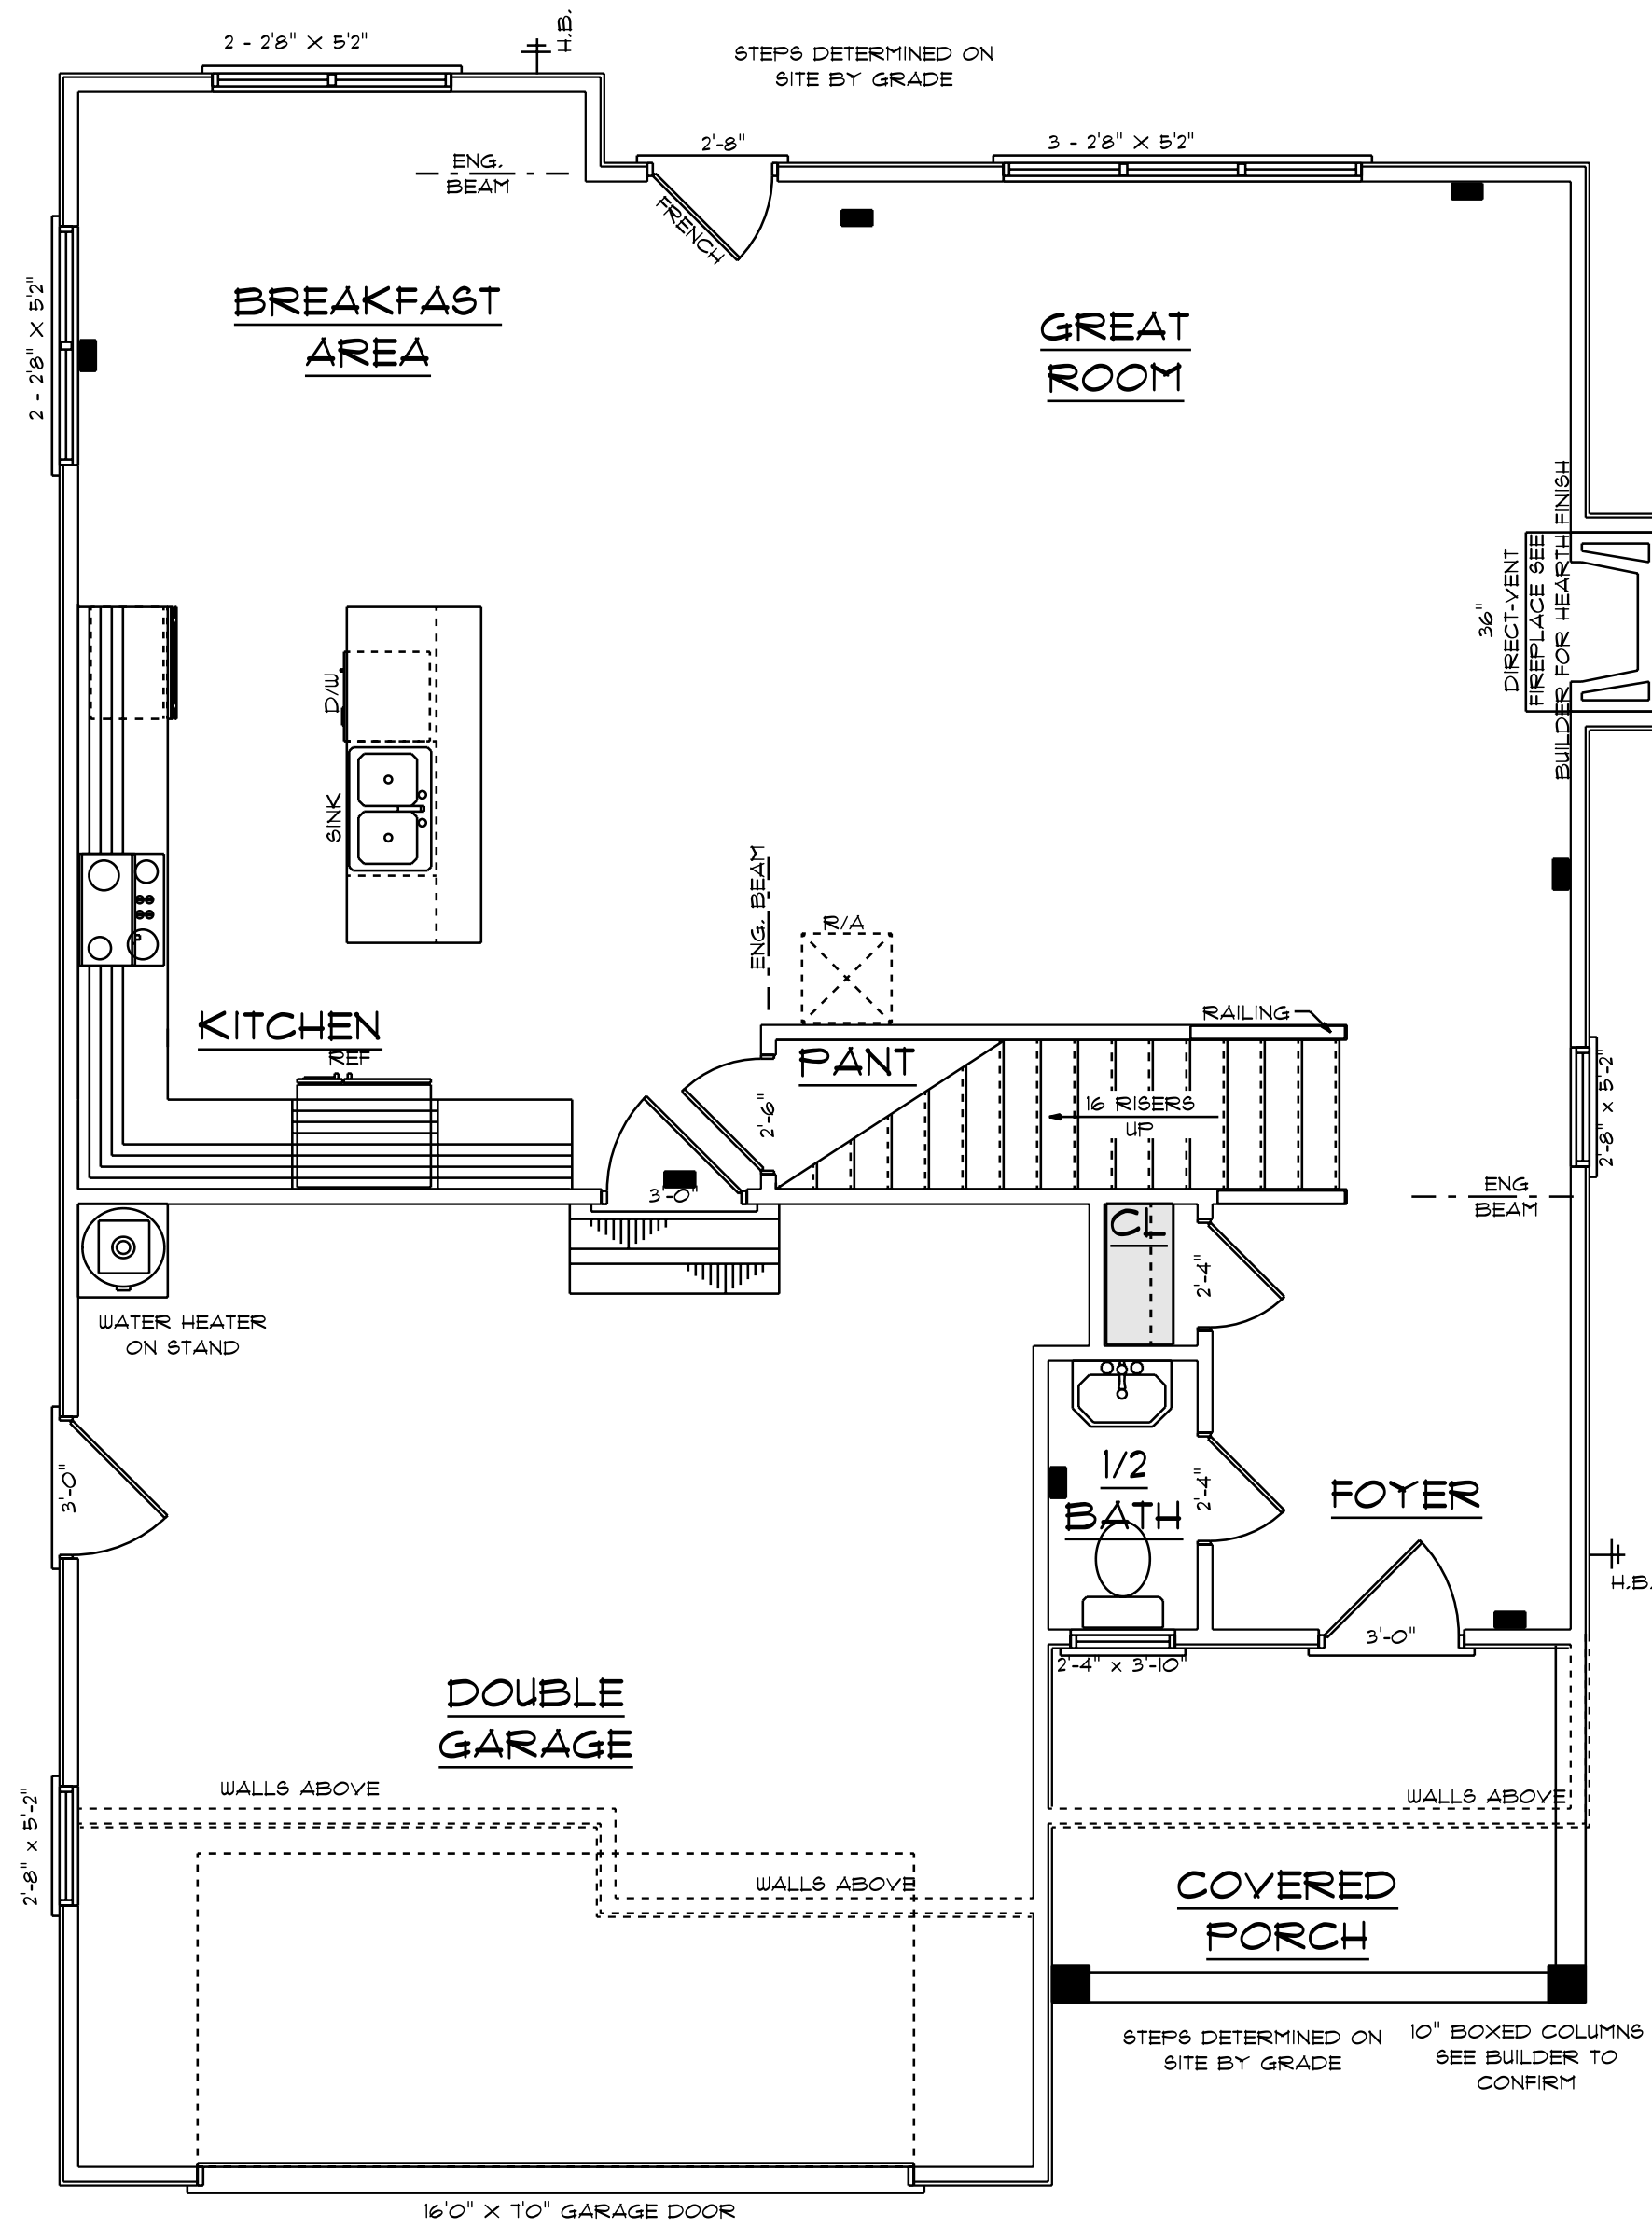 2 - 2'8" X 5'2"
H.B.
STEPS DETERMINED ON
SITE BY GRADE
2'-8"
3 - 2'8" X 5'2"
ENG.
BEAM
FRENCH
2 - 2'8" X 5'2"
BREAKFAST
AREA
GREAT
ROOM
36"
DIRECT-VENT
FIREPLACE SEE
BUILDER FOR HEARTH FINISH
D/W
SINK
ENG. BEAM
R/A
KITCHEN
REF
PANT
RAILING
2'-6"
16 RISERS
UP
2'-8" x 5'-2"
3'-0"
ENG
BEAM
CL
2'-4"
WATER HEATER
ON STAND
3'-0"
1/2
BATH
2'-4"
FOYER
H.B.
3'-0"
2'-4" x 3'-10"
DOUBLE
GARAGE
WALLS ABOVE
WALLS ABOVE
2'-8" x 5'-2"
WALLS ABOVE
COVERED
PORCH
STEPS DETERMINED ON
SITE BY GRADE
10" BOXED COLUMNS
SEE BUILDER TO
CONFIRM
16'0" X 7'0" GARAGE DOOR